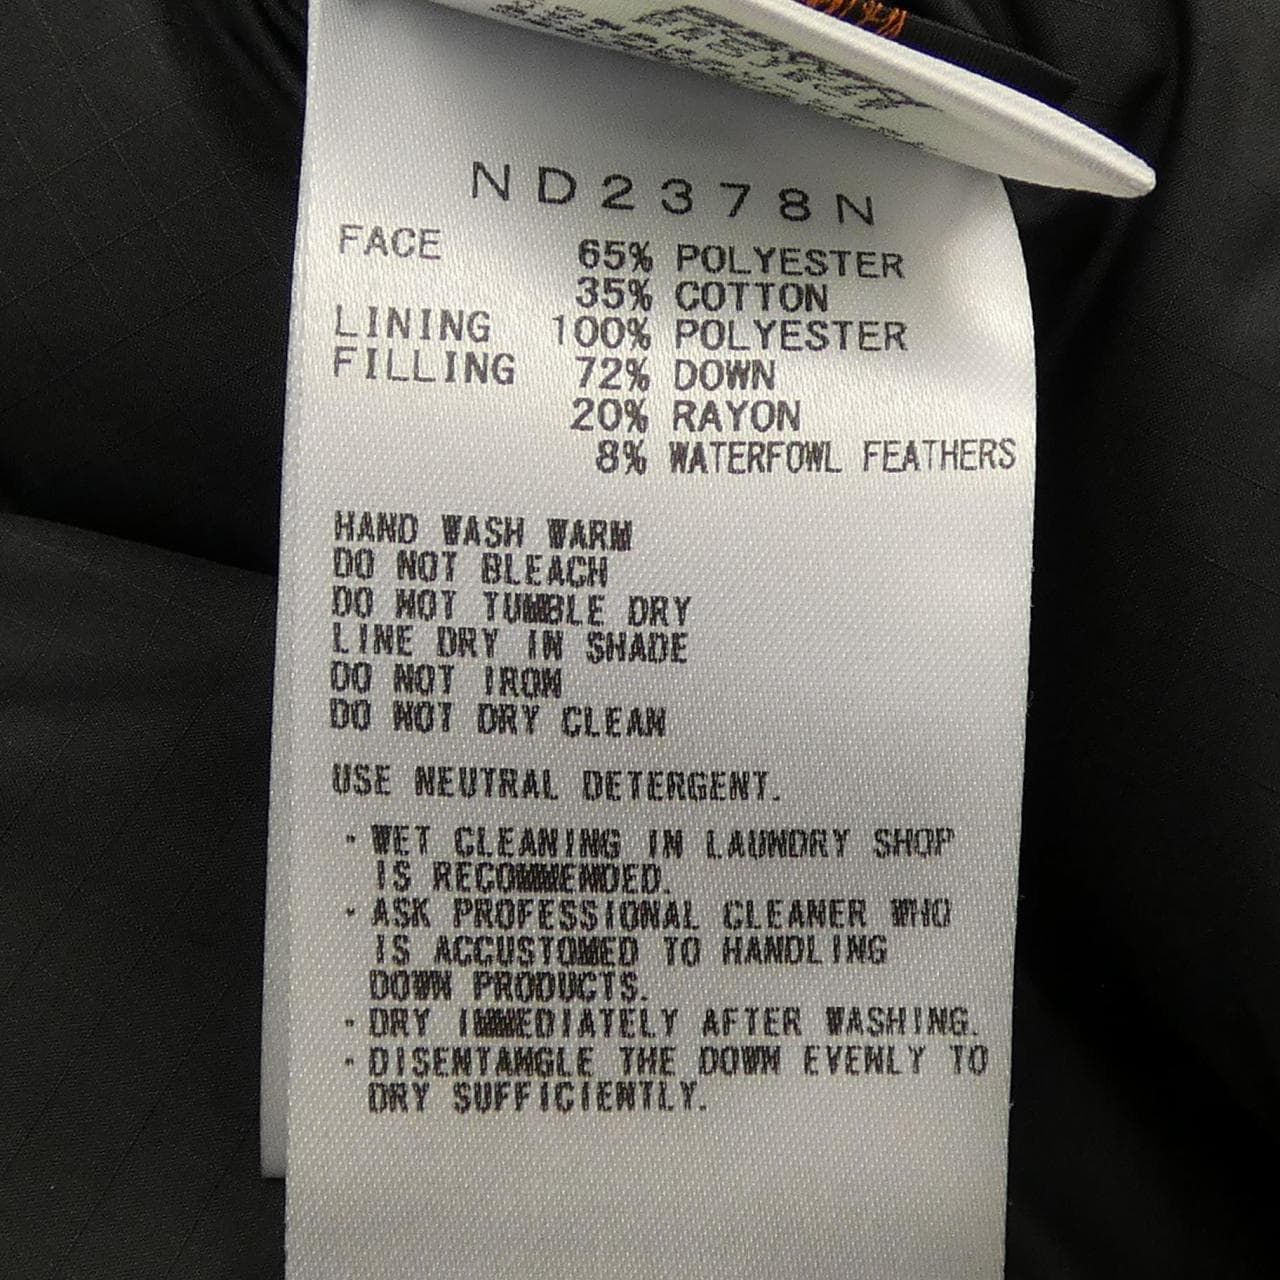 ND2378N
FACE 65% POLYESTER
35% COTTON
LINING 100% POLYESTER
FILLING 72% DOWN
20% RAYON
8% WATERFOWL FEATHERS
HAND WASH WARM
DO NOT BLEACH
DO NOT TUMBLE DRY
LINE DRY IN SHADE
DO NOT IRON
DO NOT DRY CLEAN
USE NEUTRAL DETERGENT.
・WET CLEANING IN LAUNDRY SHOP
IS RECOMMENDED.
・ASK PROFESSIONAL CLEANER WHO
IS ACCUSTOMED TO HANDLING
DOWN PRODUCTS.
・DRY IMMEDIATELY AFTER WASHING.
・DISENTANGLE THE DOWN EVENLY TO
DRY SUFFICIENTLY.